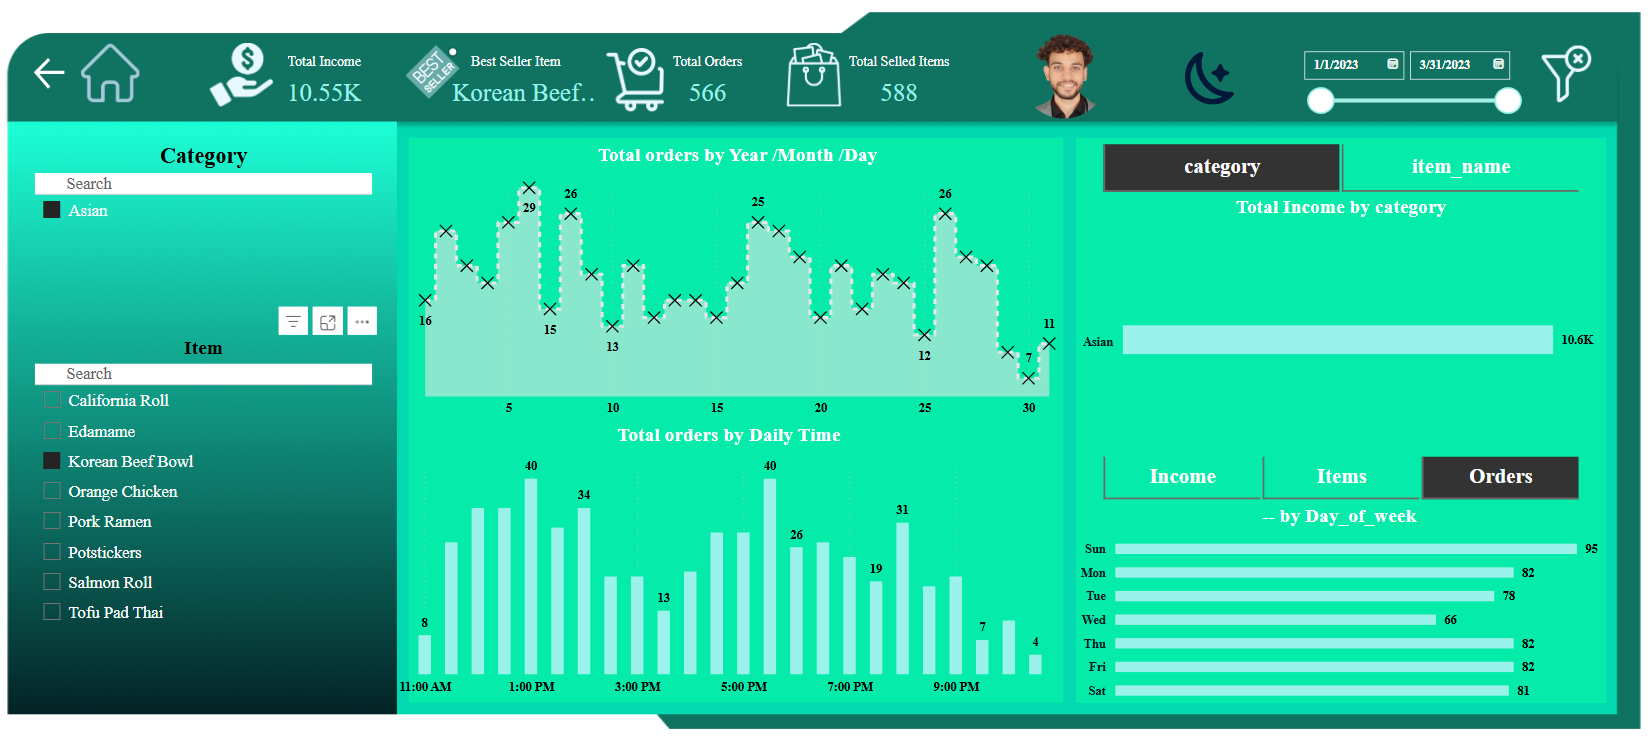 Total Income
10.55K
BEST
SELLER
Best Seller Item
Korean Beef..
Total Orders
566
Total Selled Items
588
1/1/2023
3/31/2023
Category
Search
Asian
Item
Search
California Roll
Edamame
Korean Beef Bowl
Orange Chicken
Pork Ramen
Potstickers
Salmon Roll
Tofu Pad Thai
Total orders by Year /Month /Day
16
29
26
15
13
25
12
26
7
11
5
10
15
20
25
30
Total orders by Daily Time
8
40
34
13
40
26
19
31
7
4
11:00 AM
1:00 PM
3:00 PM
5:00 PM
7:00 PM
9:00 PM
category
item_name
Total Income by category
Asian
10.6K
Income
Items
Orders
-- by Day_of_week
Sun 95
Mon 82
Tue 78
Wed 66
Thu 82
Fri 82
Sat 81